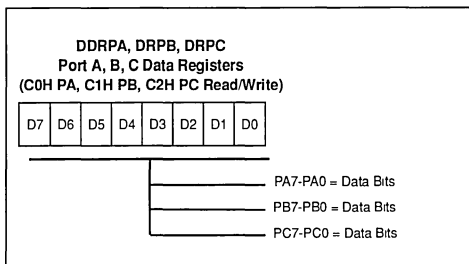 DDRPA, DRPB, DRPC
Port A, B, C Data Registers
(C0H PA, C1H PB, C2H PC Read/Write)
D7 D6 D5 D4 D3 D2 D1 D0
PA7-PA0 = Data Bits
PB7-PB0 = Data Bits
PC7-PC0 = Data Bits